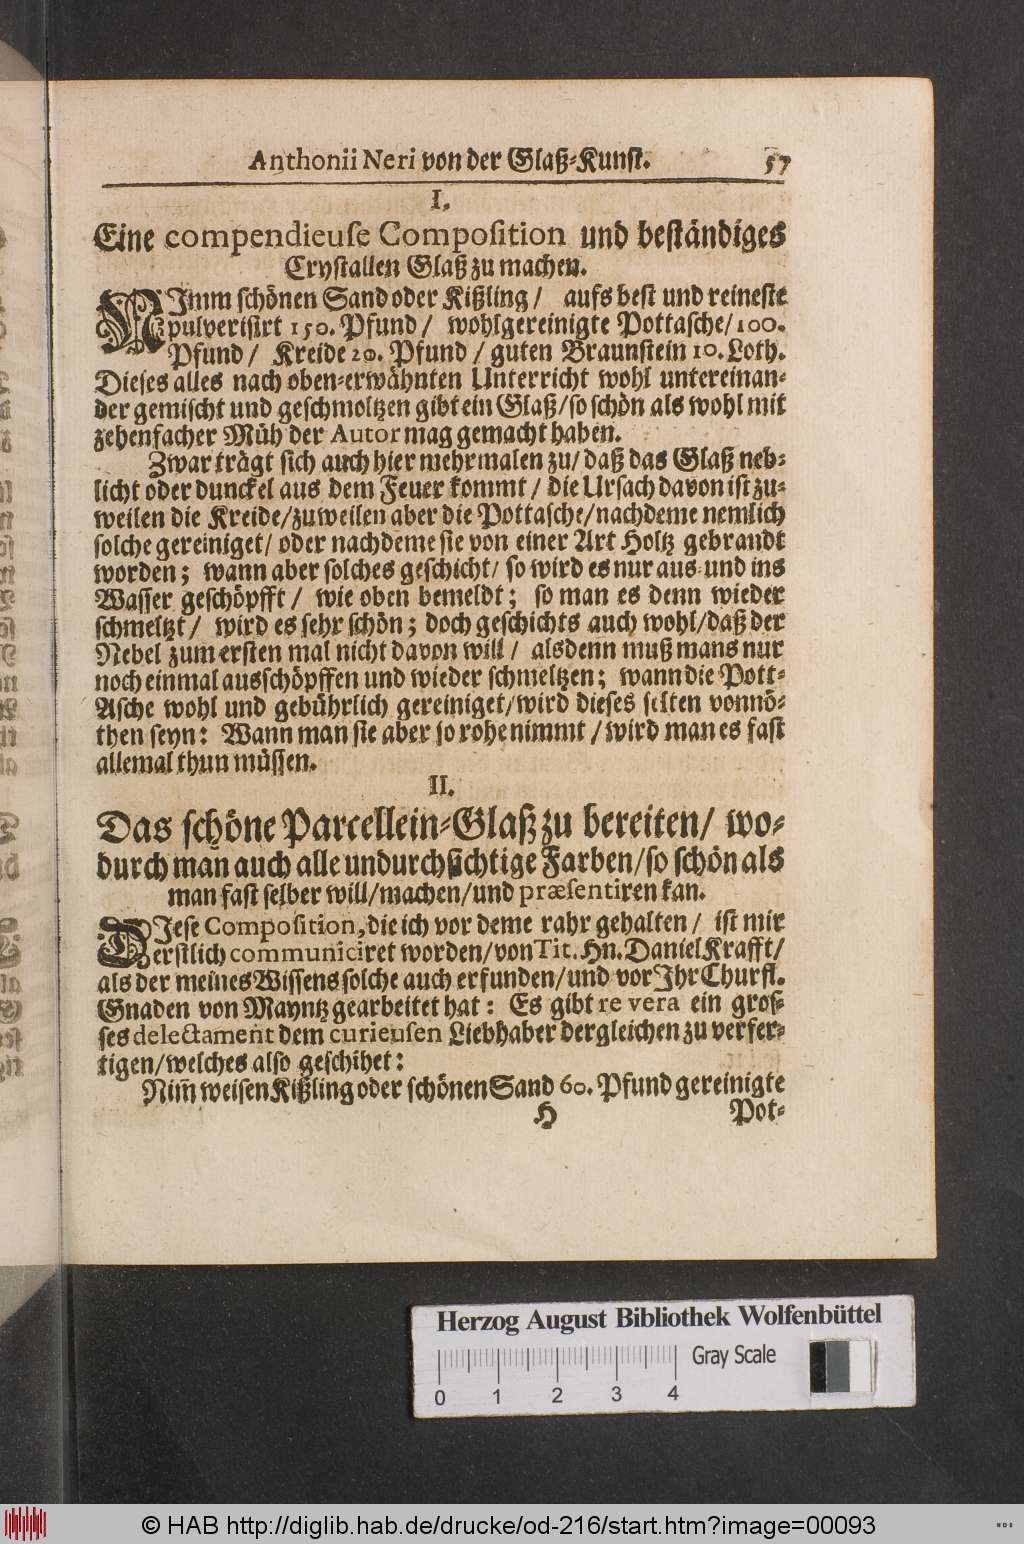 Anthonii Neri von der Glaß-Kunst. 57
I.
Eine compendieuse Composition und beständiges
Crystallen Glaß zu machen.
NImm schönen Sand oder Kißling / aufs best und reineste
pulverisirt 150. Pfund / wohlgereinigte Pottasche / 100.
Pfund / Kreide 20. Pfund / guten Braunstein 10. Loth.
Dieses alles nach oben-erwähnten Unterricht wohl untereinan-
der gemischt und geschmoltzen gibt ein Glaß / so schön als wohl mit
zehenfacher Müh der Autor mag gemacht haben.
Zwar trägt sich auch hier mehrmalen zu / daß das Glaß neb-
licht oder dunckel aus dem Feuer kommt / die Ursach davon ist zu-
weilen die Kreide / zuweilen aber die Pottasche / nachdeme nemlich
solche gereiniget / oder nachdeme sie von einer Art Holtz gebrandt
worden; wann aber solches geschicht / so wird es nur aus- und ins
Wasser geschöpfft / wie oben bemeldt; so man es denn wieder
schmeltzt / wird es sehr schön; doch geschichts auch wohl / daß der
Nebel zum ersten mal nicht davon will / alsdenn muß mans nur
noch einmal ausschöpffen und wieder schmeltzen; wann die Pott-
Asche wohl und gebührlich gereiniget / wird dieses selten vonnö-
then seyn: Wann man sie aber so rohe nimmt / wird man es fast
allemal thun müssen.
II.
Das schöne Parcellein-Glaß zu bereiten / wo-
durch man auch alle undurchsichtige Farben / so schön als
man fast selber will / machen / und præsentiren kan.
DIese Composition, die ich vor deme rahr gehalten / ist mir
erstlich communiciret worden / von Tit. Hn. Daniel Krafft /
als der meines Wissens solche auch erfunden / und vor Ihr Churfl.
Gnaden von Mayntz gearbeitet hat: Es gibt re vera ein gros-
ses delectament dem curieusen Liebhaber dergleichen zu verfer-
tigen / welches also geschihet:
Nim̄ weisen Kißling oder schönen Sand 60. Pfund gereinigte
H Pot-
Herzog August Bibliothek Wolfenbüttel
Gray Scale
0 1 2 3 4
© HAB http://diglib.hab.de/drucke/od-216/start.htm?image=00093